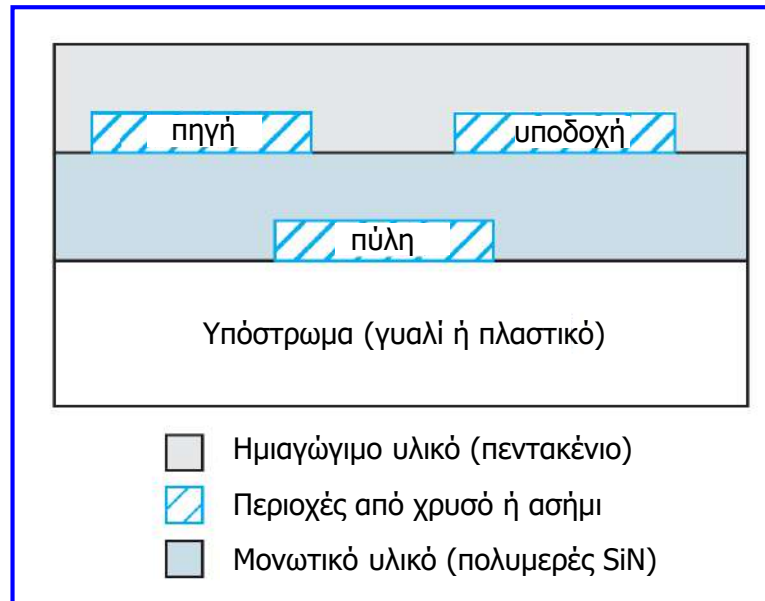 πηγή
υποδοχή
πύλη
Υπόστρωμα (γυαλί ή πλαστικό)
Ημιαγώγιμο υλικό (πεντακένιο)
Περιοχές από χρυσό ή ασήμι
Μονωτικό υλικό (πολυμερές SiN)